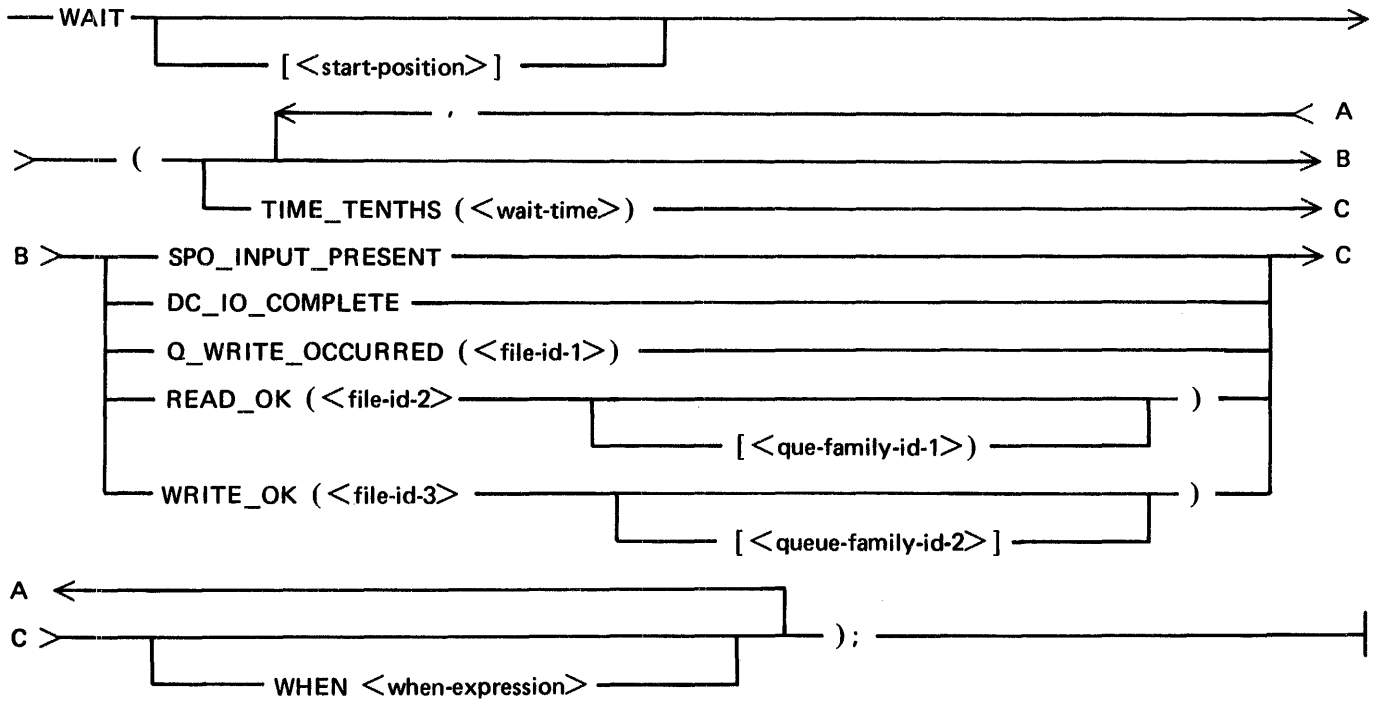 WAIT
[<start-position>]
, A
( B
TIME_TENTHS (<wait-time>) C
B SPO_INPUT_PRESENT C
DC_IO_COMPLETE
Q_WRITE_OCCURRED (<file-id-1>)
READ_OK (<file-id-2> )
[<que-family-id-1>)
WRITE_OK (<file-id-3> )
[<queue-family-id-2>]
A
C );
WHEN <when-expression>